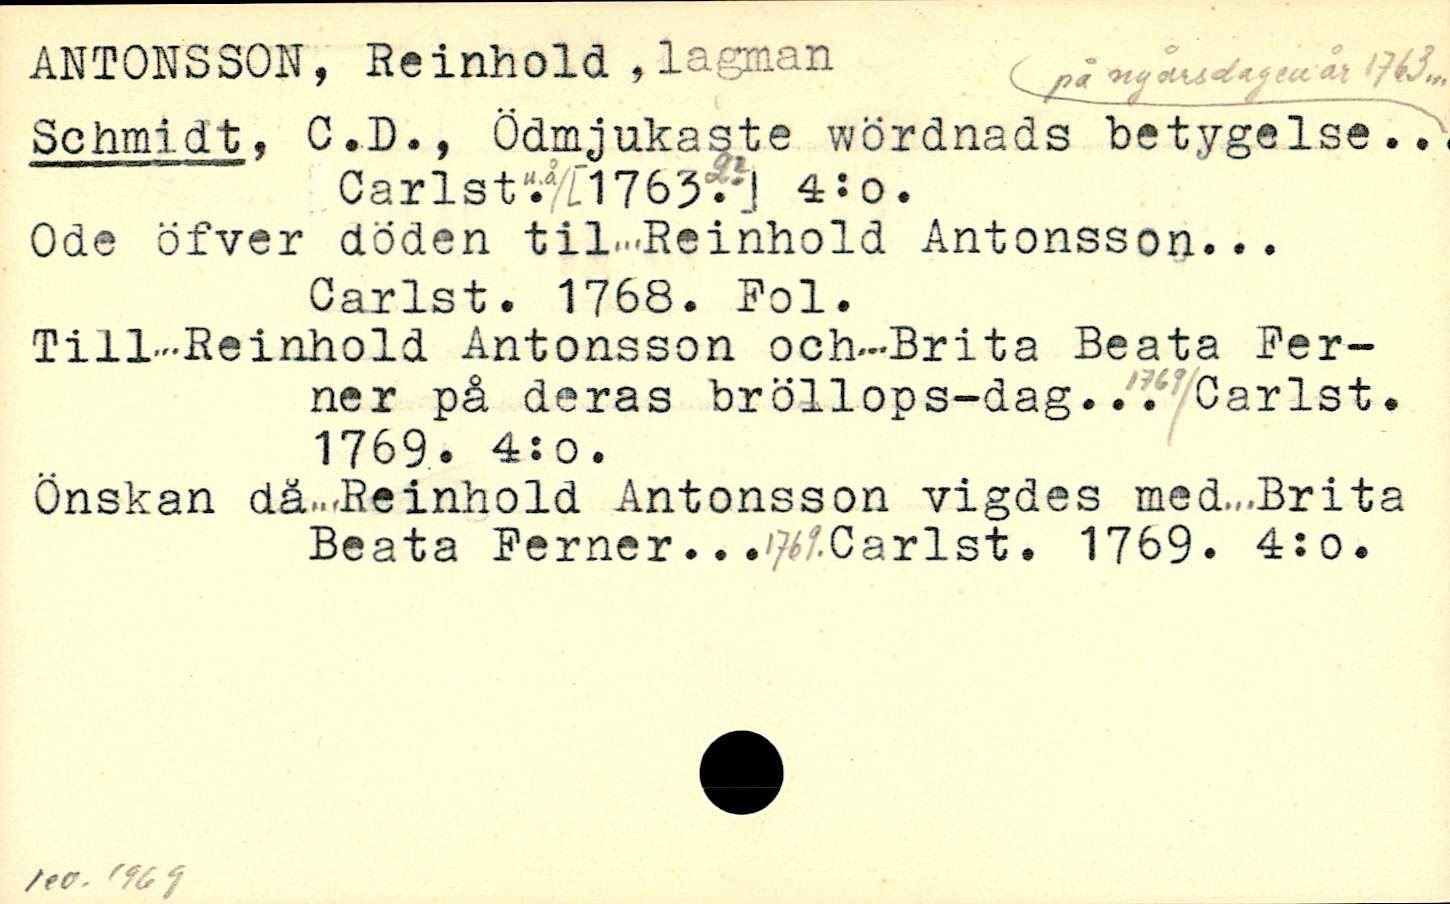 ANTONSSON, Reinhold, lagman
på nyårsdagen år 1763...
Schmidt, C.D., Ödmjukaste wördnads betygelse...
Carlst. u.å. [1763.] 4:o.
Ode öfver döden til...Reinhold Antonsson...
Carlst. 1768. Fol.
Till...Reinhold Antonsson och...Brita Beata Fer-
ner på deras bröllops-dag... 1769/ Carlst.
1769. 4:o.
Önskan då...Reinhold Antonsson vigdes med...Brita
Beata Ferner... 1769. Carlst. 1769. 4:o.
rev. 1969